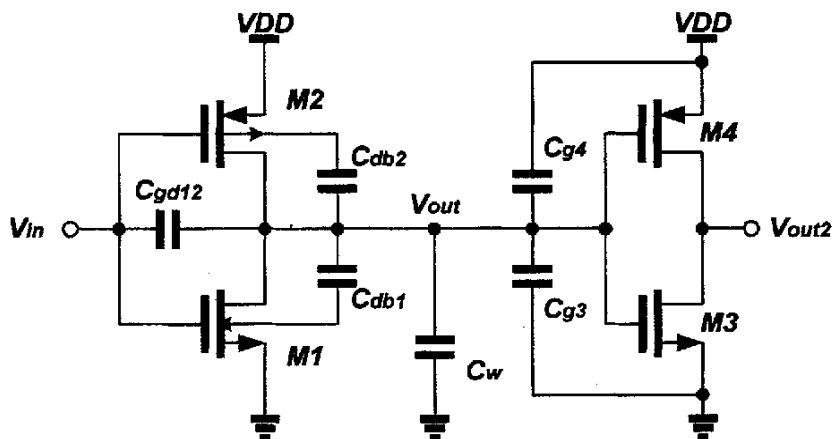 VDD
VDD
M2
M4
Cdb2
Cg4
Cgd12
Vout
Vin
Vout2
Cdb1
Cg3
M3
M1
Cw